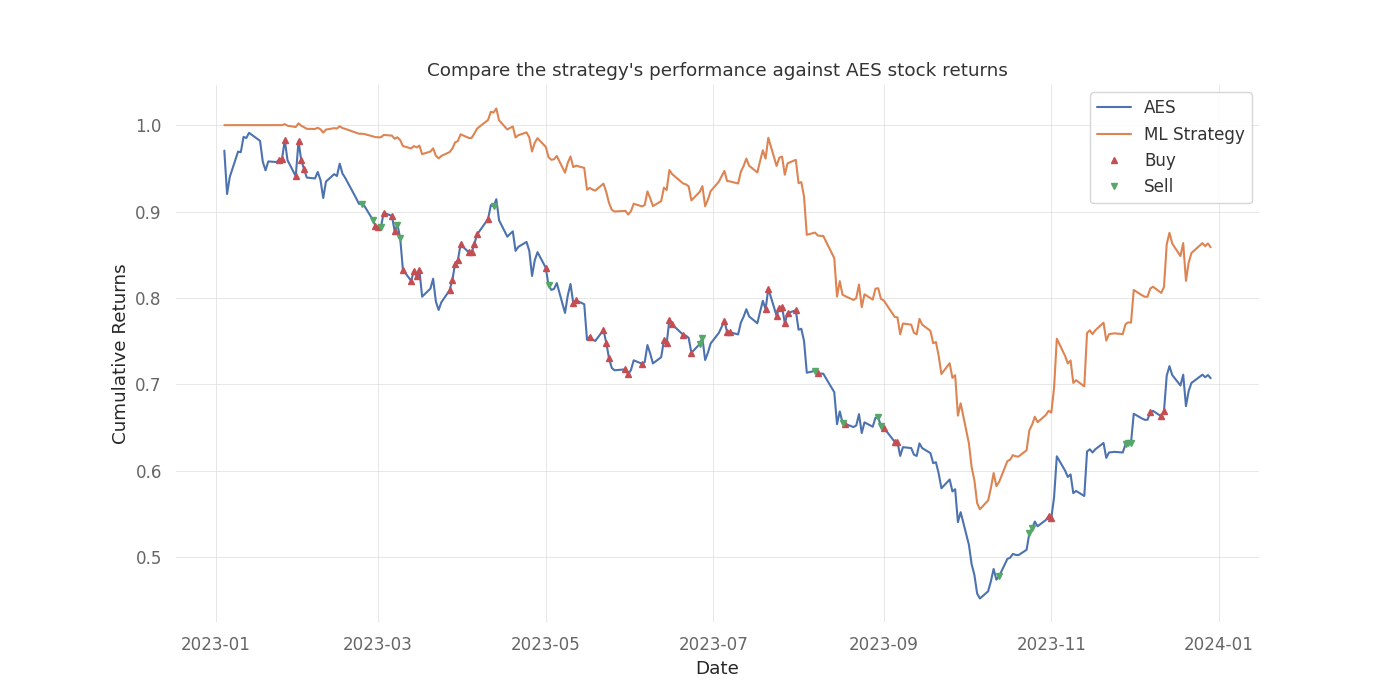 Compare the strategy's performance against AES stock returns
AES
ML Strategy
Buy
Sell
Cumulative Returns
1.0
0.9
0.8
0.7
0.6
0.5
2023-01
2023-03
2023-05
2023-07
2023-09
2023-11
2024-01
Date